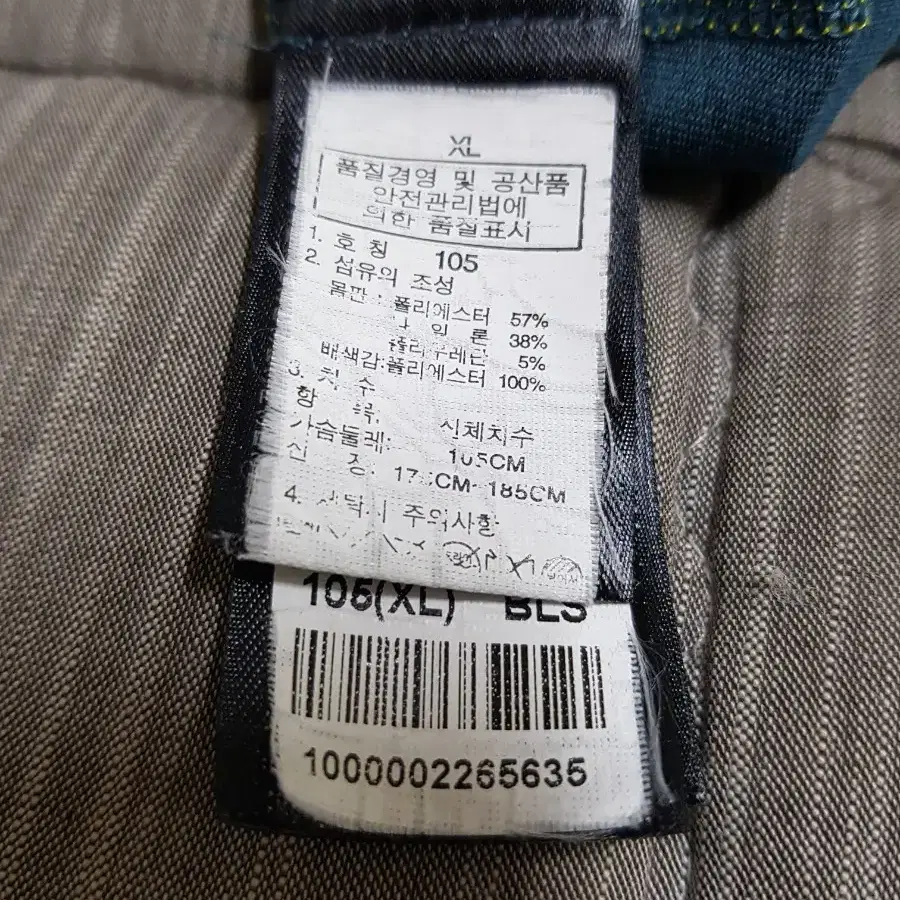 XL
품질경영 및 공산품
안전관리법에
의한 품질표시
1. 호칭 105
2. 섬유의 조성
몸판 : 폴리에스터 57%
나 일 론 38%
폴리우레탄 5%
배색감:폴리에스터 100%
3. 치 수
항 목: 신체치수
가슴둘레: 105CM
신 장: CM-185CM
4. 주의사항
105(XL) BLS
1000002265635